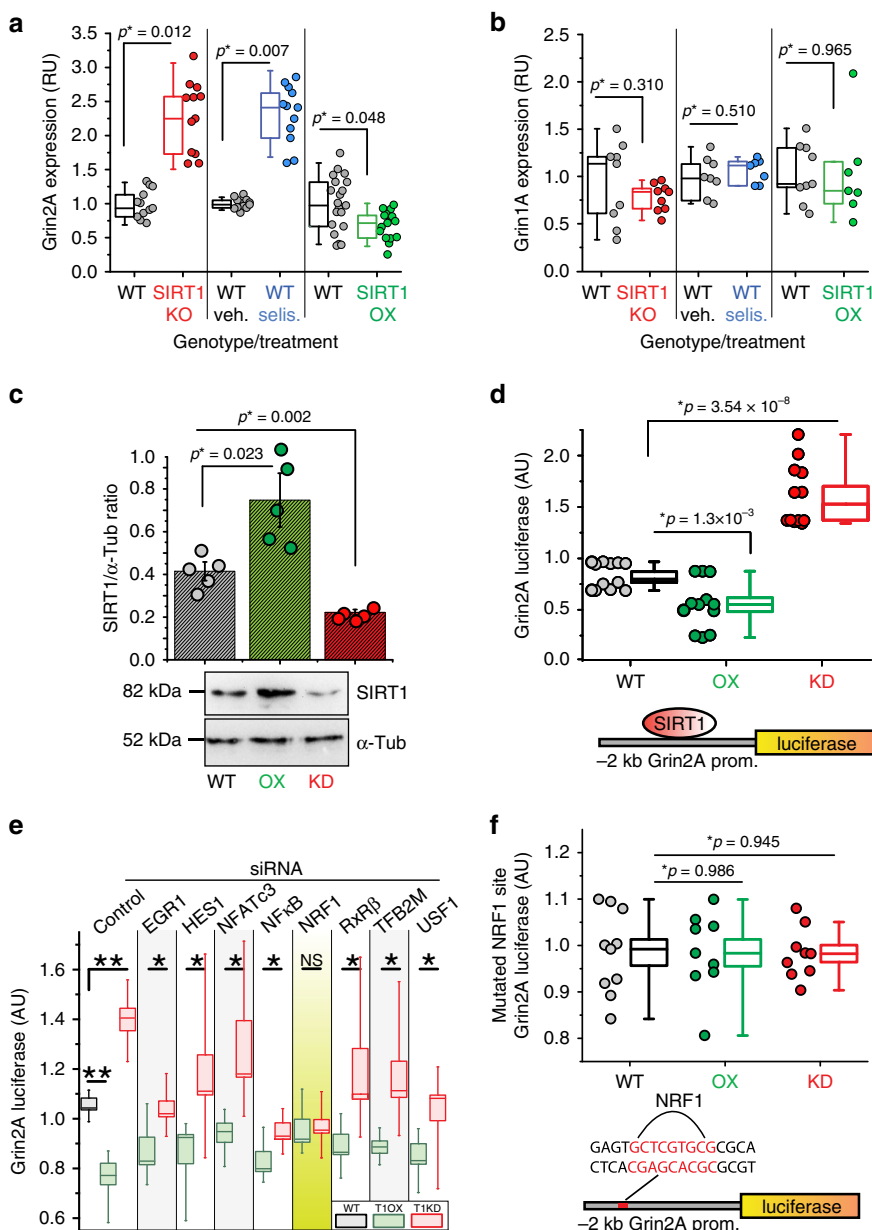 a
Grin2A expression (RU)
3.5
3.0
2.5
2.0
1.5
1.0
0.5
0.0
p* = 0.012
p* = 0.007
p* = 0.048
WT SIRT1 KO
WT veh.
WT selis.
WT SIRT1 OX
Genotype/treatment
b
Grin1A expression (RU)
2.5
2.0
1.5
1.0
0.5
0.0
p* = 0.310
p* = 0.510
p* = 0.965
WT SIRT1 KO
WT veh.
WT selis.
WT SIRT1 OX
Genotype/treatment
c
SIRT1/α-Tub ratio
1.0
0.8
0.6
0.4
0.2
0.0
p* = 0.002
p* = 0.023
82 kDa
SIRT1
52 kDa
α-Tub
WT OX KD
d
Grin2A luciferase (AU)
2.0
1.5
1.0
0.5
0.0
*p = 3.54 × 10−8
*p = 1.3×10−3
WT OX KD
SIRT1
luciferase
−2 kb Grin2A prom.
e
siRNA
Control EGR1 HES1 NFATc3 NFκB NRF1 RxRβ TFB2M USF1
Grin2A luciferase (AU)
1.6
1.4
1.2
1.0
0.8
0.6
** * * * * NS * * *
**
WT T1OX T1KD
f
Mutated NRF1 site
Grin2A luciferase (AU)
1.2
1.1
1.0
0.9
0.8
*p = 0.945
*p = 0.986
WT OX KD
NRF1
GAGTGCTCGTGCGCGCA
CTCACGAGCACGCGCGT
luciferase
−2 kb Grin2A prom.